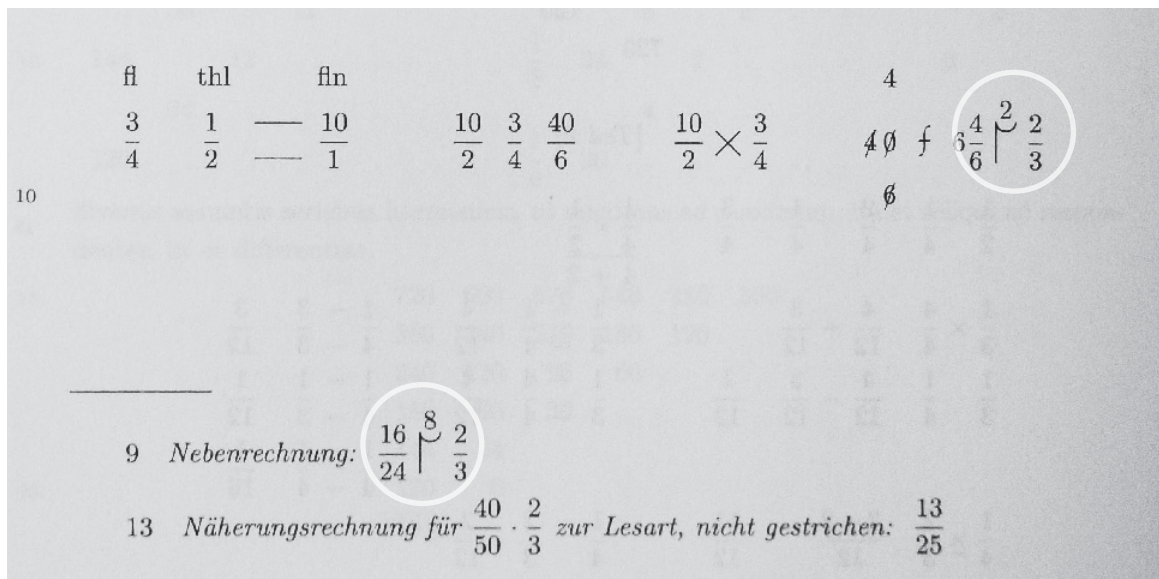 fl thl fln 4
3/4 1/2 — — 10/1 10/2 3/4 40/6 10/2 × 3/4 4̸0̸ f 6 4/6 ↾ 2 2/3
10 6̸
9 Nebenrechnung: 16/24 ↾ 8 2/3
13 Näherungsrechnung für 40/50 · 2/3 zur Lesart, nicht gestrichen: 13/25